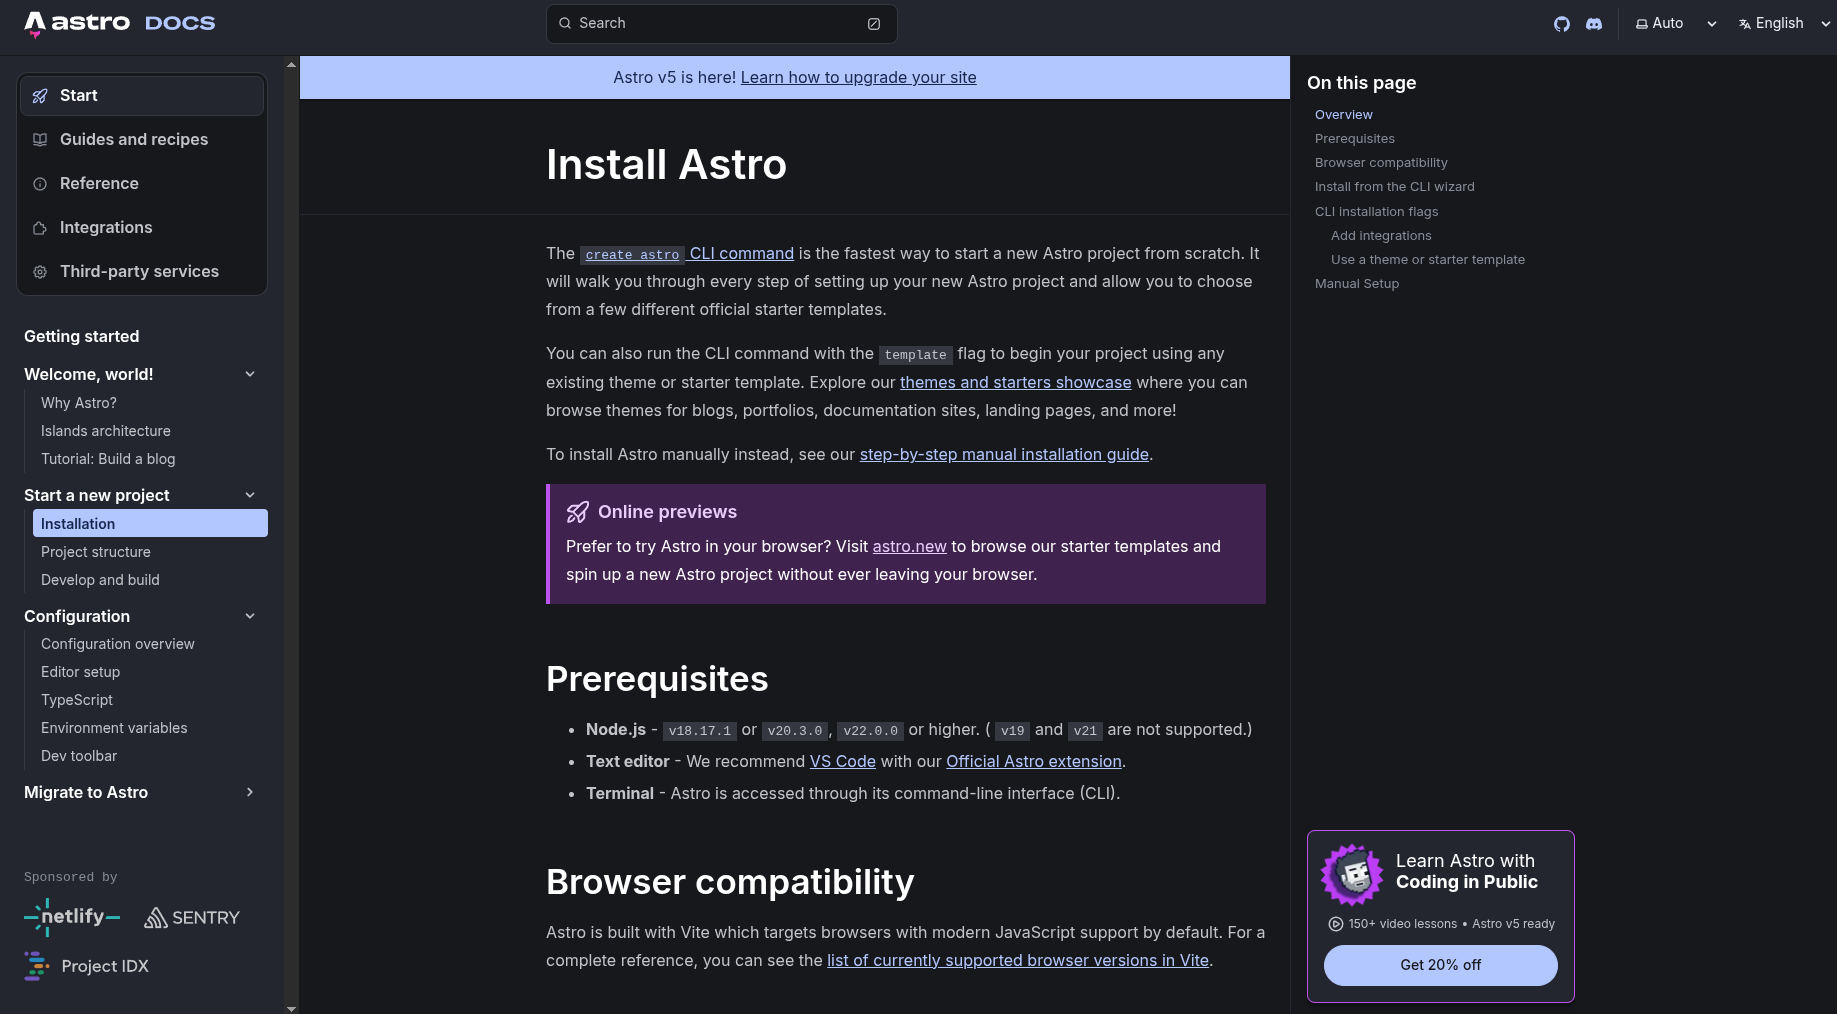 astro DOCS
Search
Auto
English
Start
Guides and recipes
Reference
Integrations
Third-party services
Getting started
Welcome, world!
Why Astro?
Islands architecture
Tutorial: Build a blog
Start a new project
Installation
Project structure
Develop and build
Configuration
Configuration overview
Editor setup
TypeScript
Environment variables
Dev toolbar
Migrate to Astro
Sponsored by
netlify
SENTRY
Project IDX
Astro v5 is here! Learn how to upgrade your site
Install Astro
The create astro CLI command is the fastest way to start a new Astro project from scratch. It
will walk you through every step of setting up your new Astro project and allow you to choose
from a few different official starter templates.
You can also run the CLI command with the template flag to begin your project using any
existing theme or starter template. Explore our themes and starters showcase where you can
browse themes for blogs, portfolios, documentation sites, landing pages, and more!
To install Astro manually instead, see our step-by-step manual installation guide.
Online previews
Prefer to try Astro in your browser? Visit astro.new to browse our starter templates and
spin up a new Astro project without ever leaving your browser.
Prerequisites
• Node.js - v18.17.1 or v20.3.0, v22.0.0 or higher. ( v19 and v21 are not supported.)
• Text editor - We recommend VS Code with our Official Astro extension.
• Terminal - Astro is accessed through its command-line interface (CLI).
Browser compatibility
Astro is built with Vite which targets browsers with modern JavaScript support by default. For a
complete reference, you can see the list of currently supported browser versions in Vite.
On this page
Overview
Prerequisites
Browser compatibility
Install from the CLI wizard
CLI installation flags
Add integrations
Use a theme or starter template
Manual Setup
Learn Astro with
Coding in Public
150+ video lessons • Astro v5 ready
Get 20% off